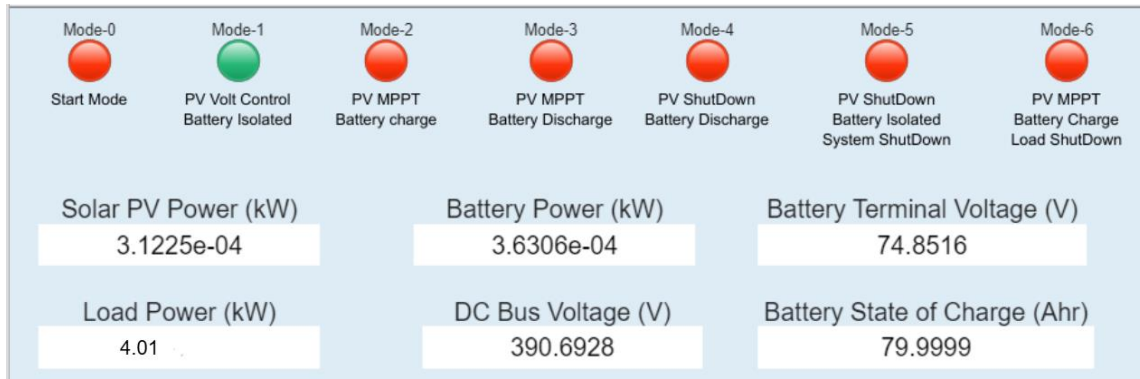 Mode-0 Mode-1 Mode-2 Mode-3 Mode-4 Mode-5 Mode-6
Start Mode PV Volt Control PV MPPT PV MPPT PV ShutDown PV ShutDown PV MPPT
Battery Isolated Battery charge Battery Discharge Battery Discharge Battery Isolated Battery Charge
System ShutDown Load ShutDown
Solar PV Power (kW) Battery Power (kW) Battery Terminal Voltage (V)
3.1225e-04 3.6306e-04 74.8516
Load Power (kW) DC Bus Voltage (V) Battery State of Charge (Ahr)
4.01 390.6928 79.9999